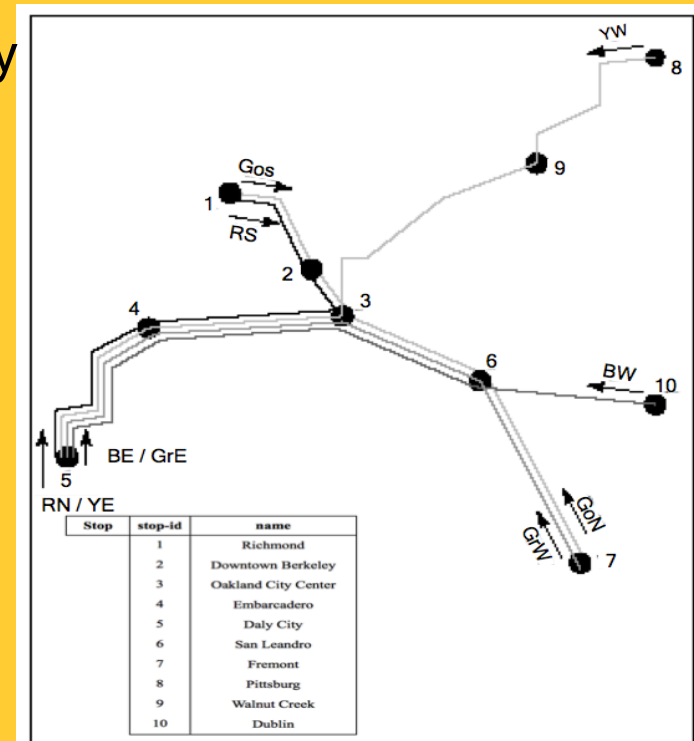 y
YW
8
9
Gos
1
RS
2
3
4
6
BW
10
BE / GrE
5
RN / YE
GoN
GrW
7
Stop stop-id name
1 Richmond
2 Downtown Berkeley
3 Oakland City Center
4 Embarcadero
5 Daly City
6 San Leandro
7 Fremont
8 Pittsburg
9 Walnut Creek
10 Dublin